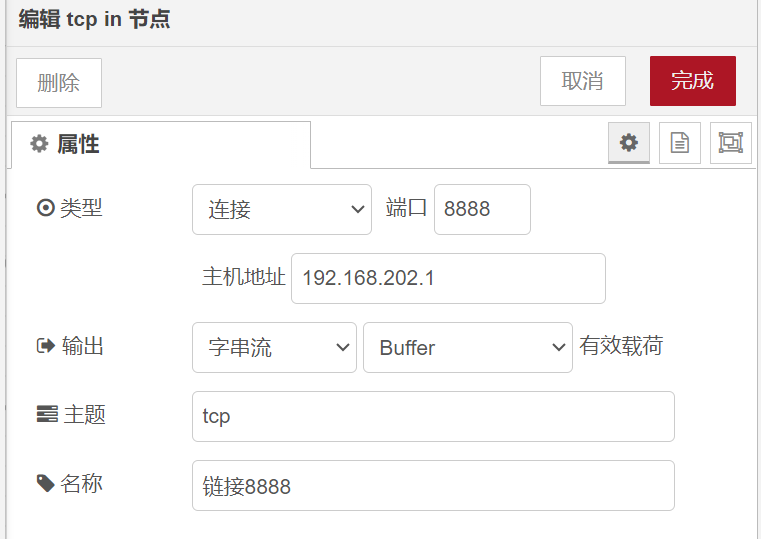 编辑 tcp in 节点
删除 取消 完成
属性
类型 连接 端口 8888
主机地址 192.168.202.1
输出 字串流 Buffer 有效载荷
主题 tcp
名称 链接8888